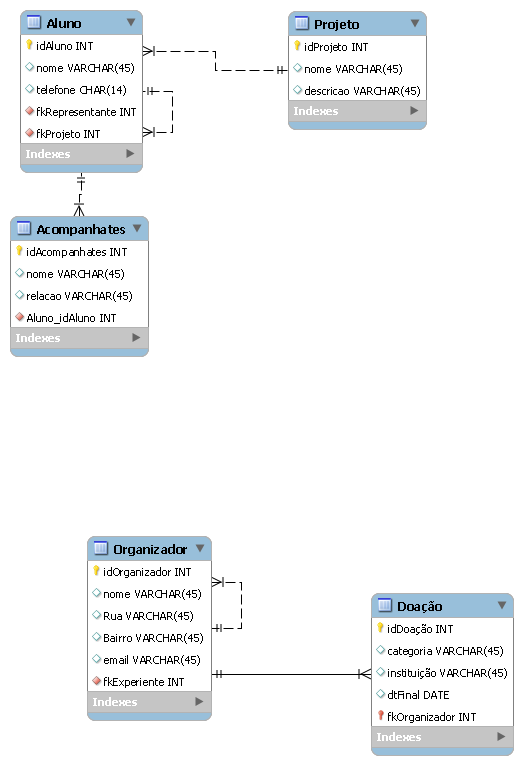 Aluno
idAluno INT
nome VARCHAR(45)
telefone CHAR(14)
fkRepresentante INT
fkProjeto INT
Indexes
Projeto
idProjeto INT
nome VARCHAR(45)
descricao VARCHAR(45)
Indexes
Acompanhates
idAcompanhates INT
nome VARCHAR(45)
relacao VARCHAR(45)
Aluno_idAluno INT
Indexes
Organizador
idOrganizador INT
nome VARCHAR(45)
Rua VARCHAR(45)
Bairro VARCHAR(45)
email VARCHAR(45)
fkExperiente INT
Indexes
Doação
idDoação INT
categoria VARCHAR(45)
instituição VARCHAR(45)
dtFinal DATE
fkOrganizador INT
Indexes